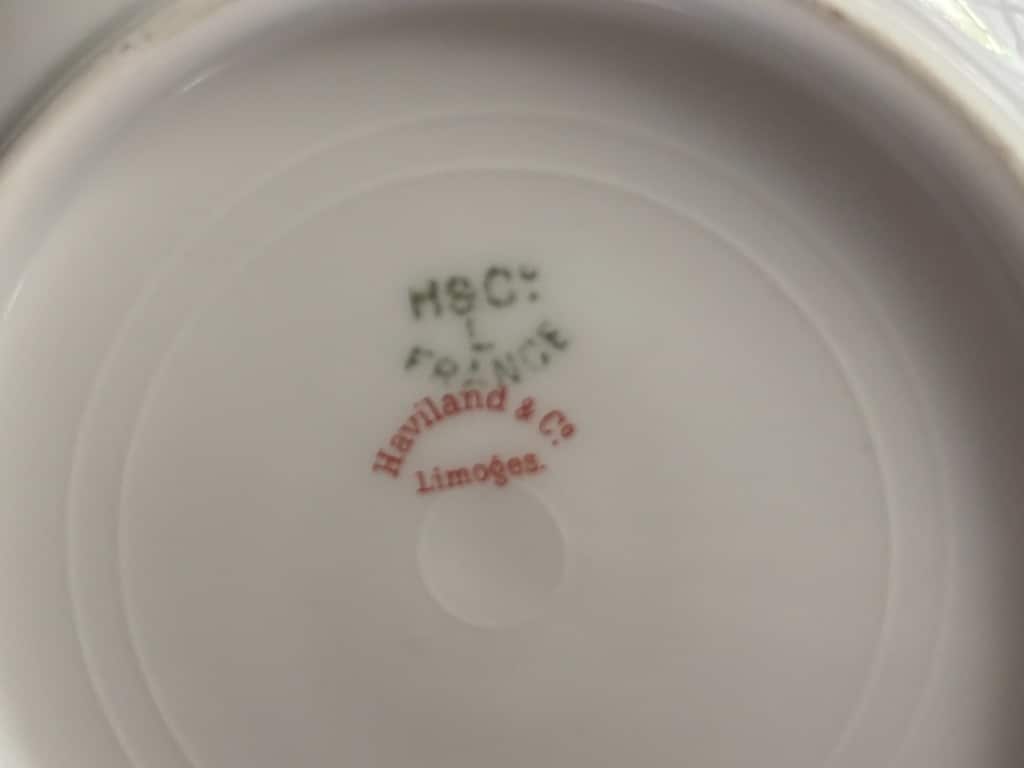 H&Co.
L
FRANCE
Haviland & Co.
Limoges.